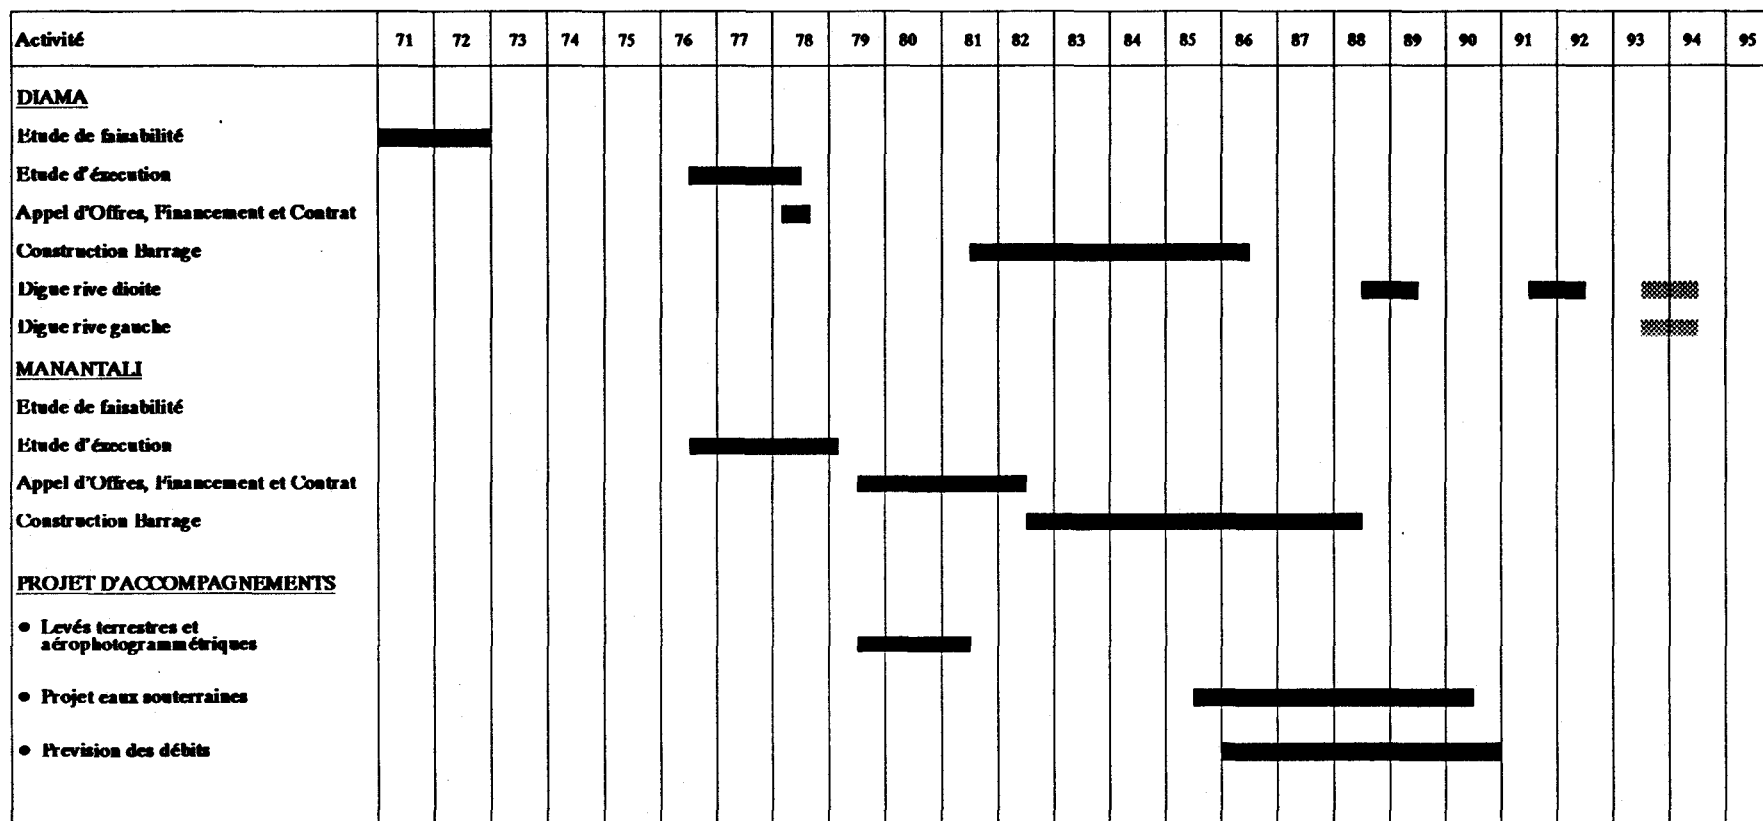 Activité 71 72 73 74 75 76 77 78 79 80 81 82 83 84 85 86 87 88 89 90 91 92 93 94 95
DIAMA
Etude de faisabilité
Etude d'éxecution
Appel d'Offres, Financement et Contrat
Construction Barrage
Digue rive dioite
Digue rive gauche
MANANTALI
Etude de faisabilité
Etude d'éxecution
Appel d'Offres, Financement et Contrat
Construction Barrage
PROJET D'ACCOMPAGNEMENTS
• Levés terrestres et
aérophotogrammétriques
• Projet eaux souterraines
• Prevision des débits